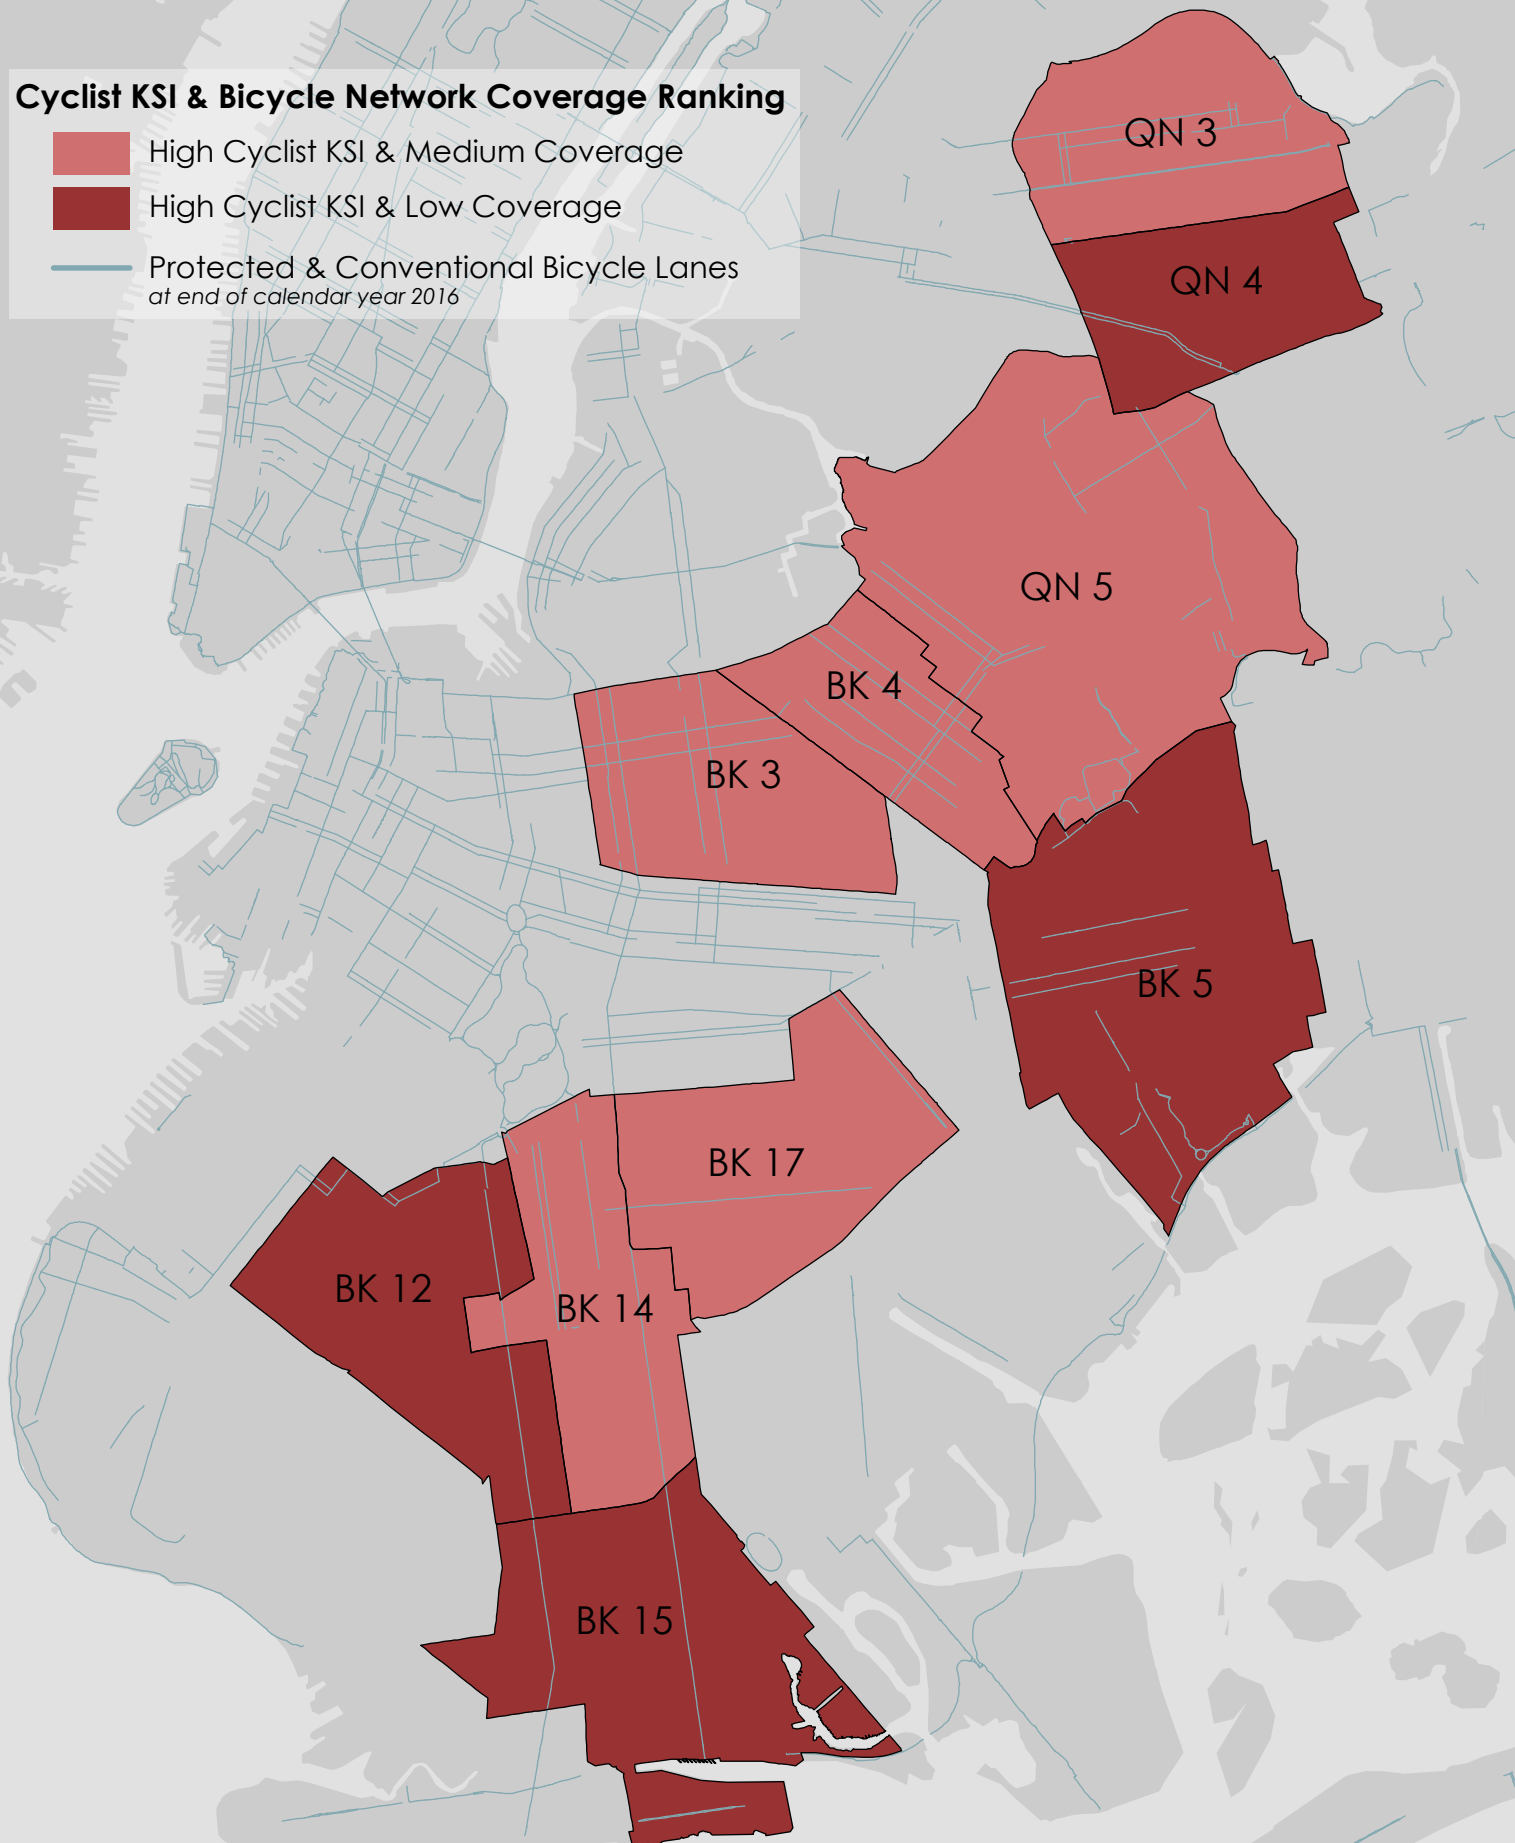 Cyclist KSI & Bicycle Network Coverage Ranking
High Cyclist KSI & Medium Coverage
High Cyclist KSI & Low Coverage
Protected & Conventional Bicycle Lanes
at end of calendar year 2016
QN 3
QN 4
QN 5
BK 4
BK 3
BK 5
BK 17
BK 12
BK 14
BK 15